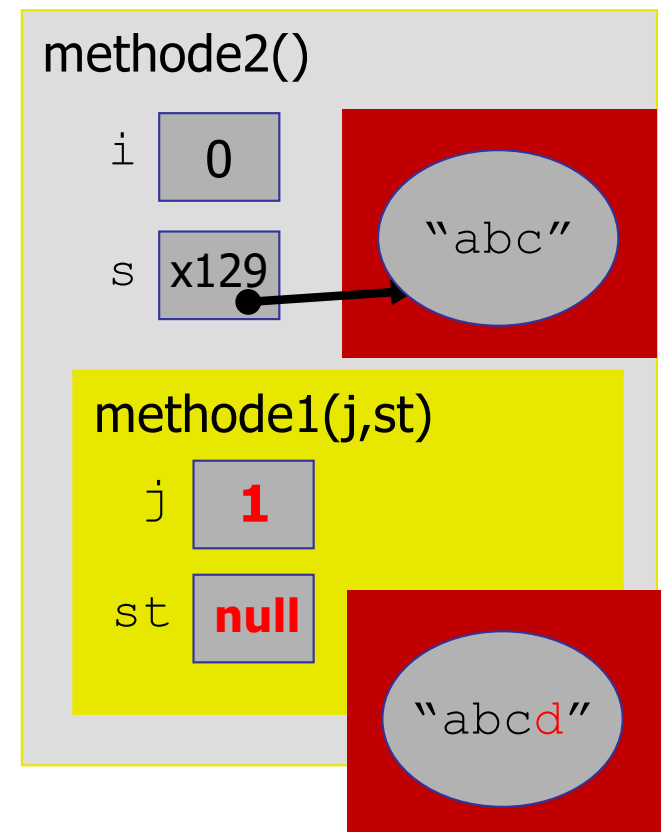 methode2()
i 0
“abc”
s x129
methode1(j,st)
j 1
st null
“abcd”